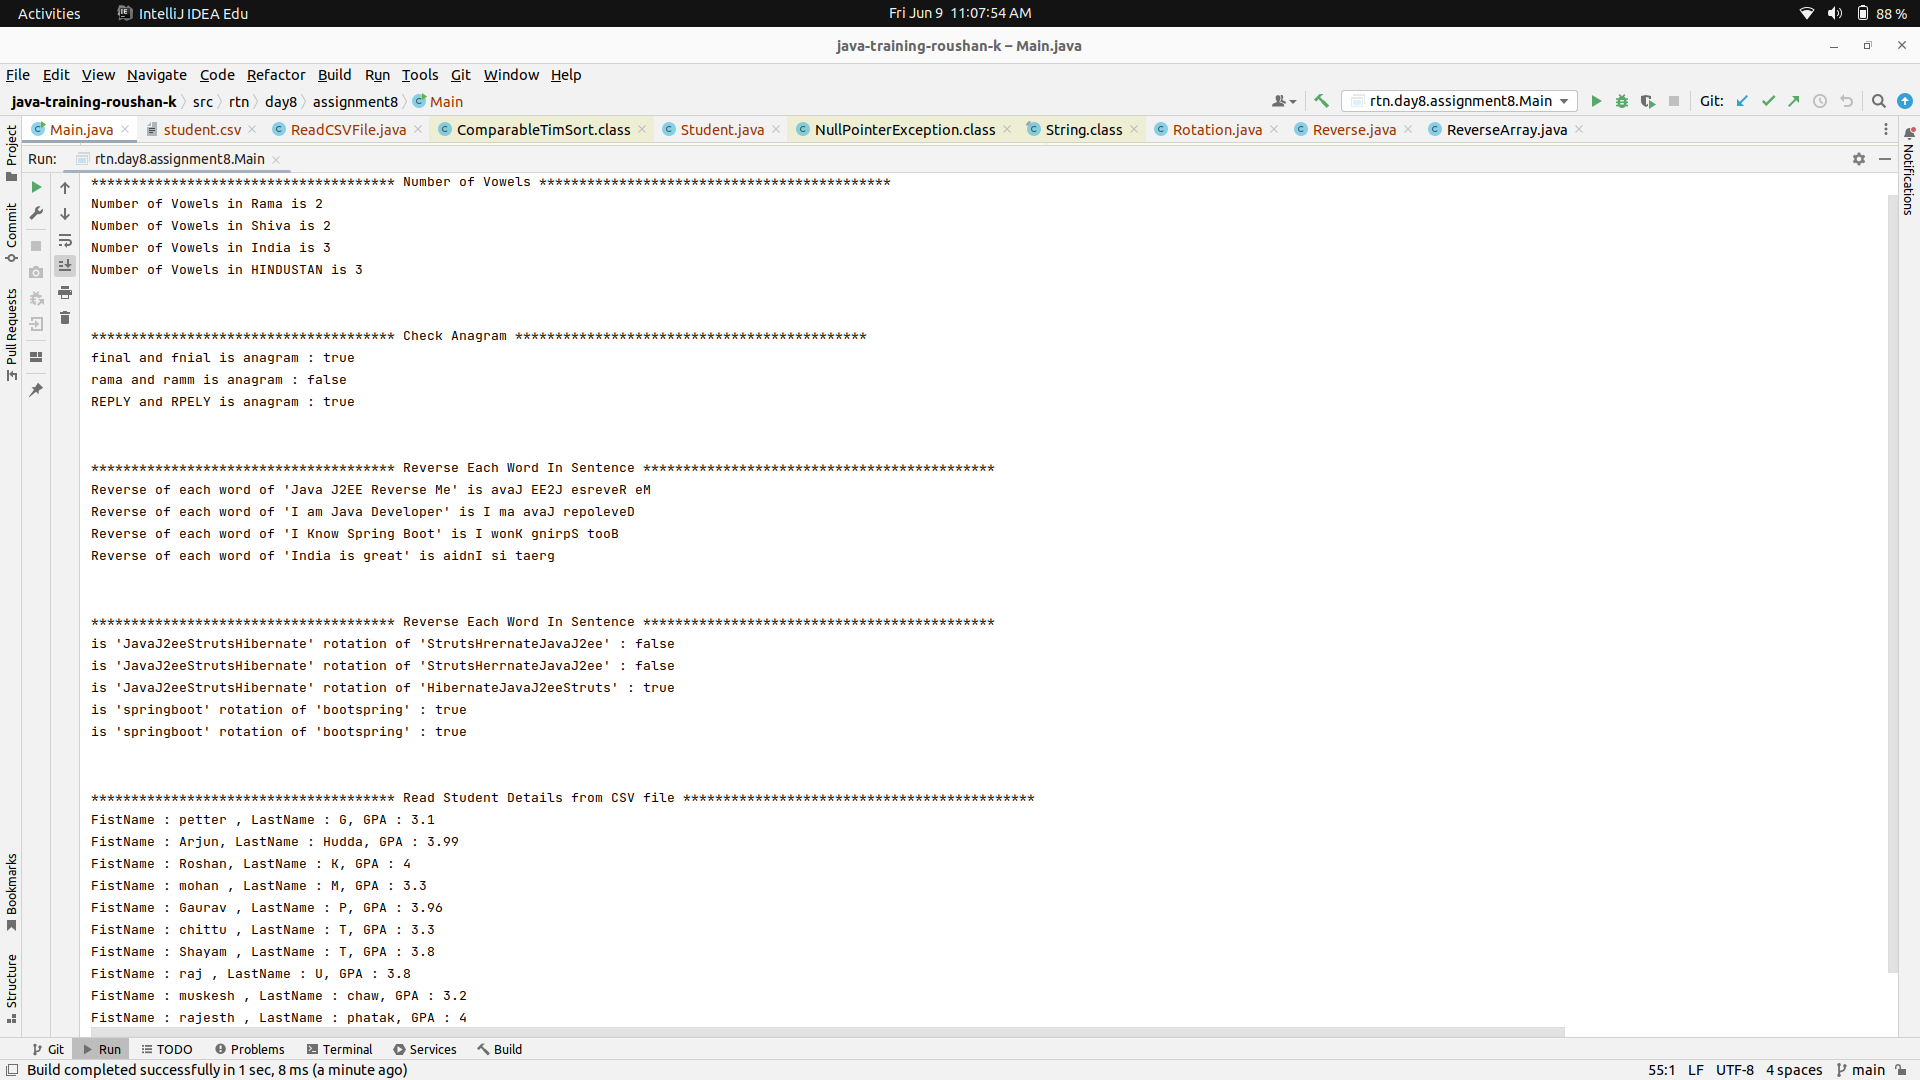 Activities IntelliJ IDEA Edu Fri Jun 9 11:07:54 AM 88 %
java-training-roushan-k – Main.java
File Edit View Navigate Code Refactor Build Run Tools Git Window Help
java-training-roushan-k src rtn day8 assignment8 Main rtn.day8.assignment8.Main Git:
Main.java student.csv ReadCSVFile.java ComparableTimSort.class Student.java NullPointerException.class String.class Rotation.java Reverse.java ReverseArray.java
Run: rtn.day8.assignment8.Main
Project
Commit
Pull Requests
Bookmarks
Structure
Notifications
************************************** Number of Vowels ********************************************
Number of Vowels in Rama is 2
Number of Vowels in Shiva is 2
Number of Vowels in India is 3
Number of Vowels in HINDUSTAN is 3
************************************** Check Anagram ********************************************
final and fnial is anagram : true
rama and ramm is anagram : false
REPLY and RPELY is anagram : true
************************************** Reverse Each Word In Sentence ********************************************
Reverse of each word of 'Java J2EE Reverse Me' is avaJ EE2J esreveR eM
Reverse of each word of 'I am Java Developer' is I ma avaJ repoleveD
Reverse of each word of 'I Know Spring Boot' is I wonK gnirpS tooB
Reverse of each word of 'India is great' is aidnI si taerg
************************************** Reverse Each Word In Sentence ********************************************
is 'JavaJ2eeStrutsHibernate' rotation of 'StrutsHrernateJavaJ2ee' : false
is 'JavaJ2eeStrutsHibernate' rotation of 'StrutsHerrnateJavaJ2ee' : false
is 'JavaJ2eeStrutsHibernate' rotation of 'HibernateJavaJ2eeStruts' : true
is 'springboot' rotation of 'bootspring' : true
is 'springboot' rotation of 'bootspring' : true
************************************** Read Student Details from CSV file ********************************************
FistName : petter , LastName : G, GPA : 3.1
FistName : Arjun, LastName : Hudda, GPA : 3.99
FistName : Roshan, LastName : K, GPA : 4
FistName : mohan , LastName : M, GPA : 3.3
FistName : Gaurav , LastName : P, GPA : 3.96
FistName : chittu , LastName : T, GPA : 3.3
FistName : Shayam , LastName : T, GPA : 3.8
FistName : raj , LastName : U, GPA : 3.8
FistName : muskesh , LastName : chaw, GPA : 3.2
FistName : rajesth , LastName : phatak, GPA : 4
Git Run TODO Problems Terminal Services Build
Build completed successfully in 1 sec, 8 ms (a minute ago) 55:1 LF UTF-8 4 spaces main